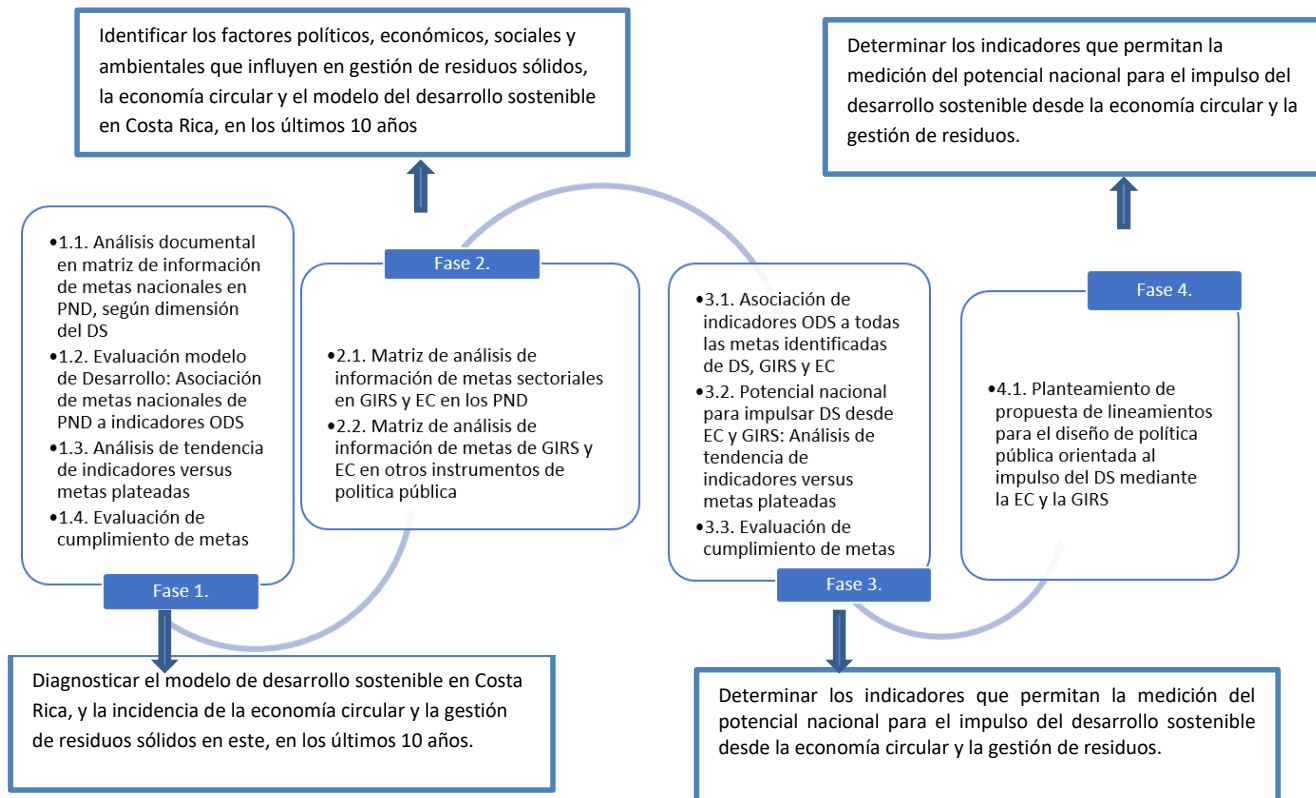 Identificar los factores políticos, económicos, sociales y
ambientales que influyen en gestión de residuos sólidos,
la economía circular y el modelo del desarrollo sostenible
en Costa Rica, en los últimos 10 años
Determinar los indicadores que permitan la
medición del potencial nacional para el impulso del
desarrollo sostenible desde la economía circular y la
gestión de residuos.
•1.1. Análisis documental
en matriz de información
de metas nacionales en
PND, según dimensión
del DS
•1.2. Evaluación modelo
de Desarrollo: Asociación
de metas nacionales de
PND a indicadores ODS
•1.3. Análisis de tendencia
de indicadores versus
metas plateadas
•1.4. Evaluación de
cumplimiento de metas
Fase 1.
Fase 2.
•2.1. Matriz de análisis de
información de metas sectoriales
en GIRS y EC en los PND
•2.2. Matriz de análisis de
información de metas de GIRS y
EC en otros instrumentos de
politica pública
•3.1. Asociación de
indicadores ODS a todas
las metas identificadas
de DS, GIRS y EC
•3.2. Potencial nacional
para impulsar DS desde
EC y GIRS: Análisis de
tendencia de
indicadores versus
metas plateadas
•3.3. Evaluación de
cumplimiento de metas
Fase 3.
Fase 4.
•4.1. Planteamiento de
propuesta de lineamientos
para el diseño de política
pública orientada al
impulso del DS mediante
la EC y la GIRS
Diagnosticar el modelo de desarrollo sostenible en Costa
Rica, y la incidencia de la economía circular y la gestión
de residuos sólidos en este, en los últimos 10 años.
Determinar los indicadores que permitan la medición del
potencial nacional para el impulso del desarrollo sostenible
desde la economía circular y la gestión de residuos.